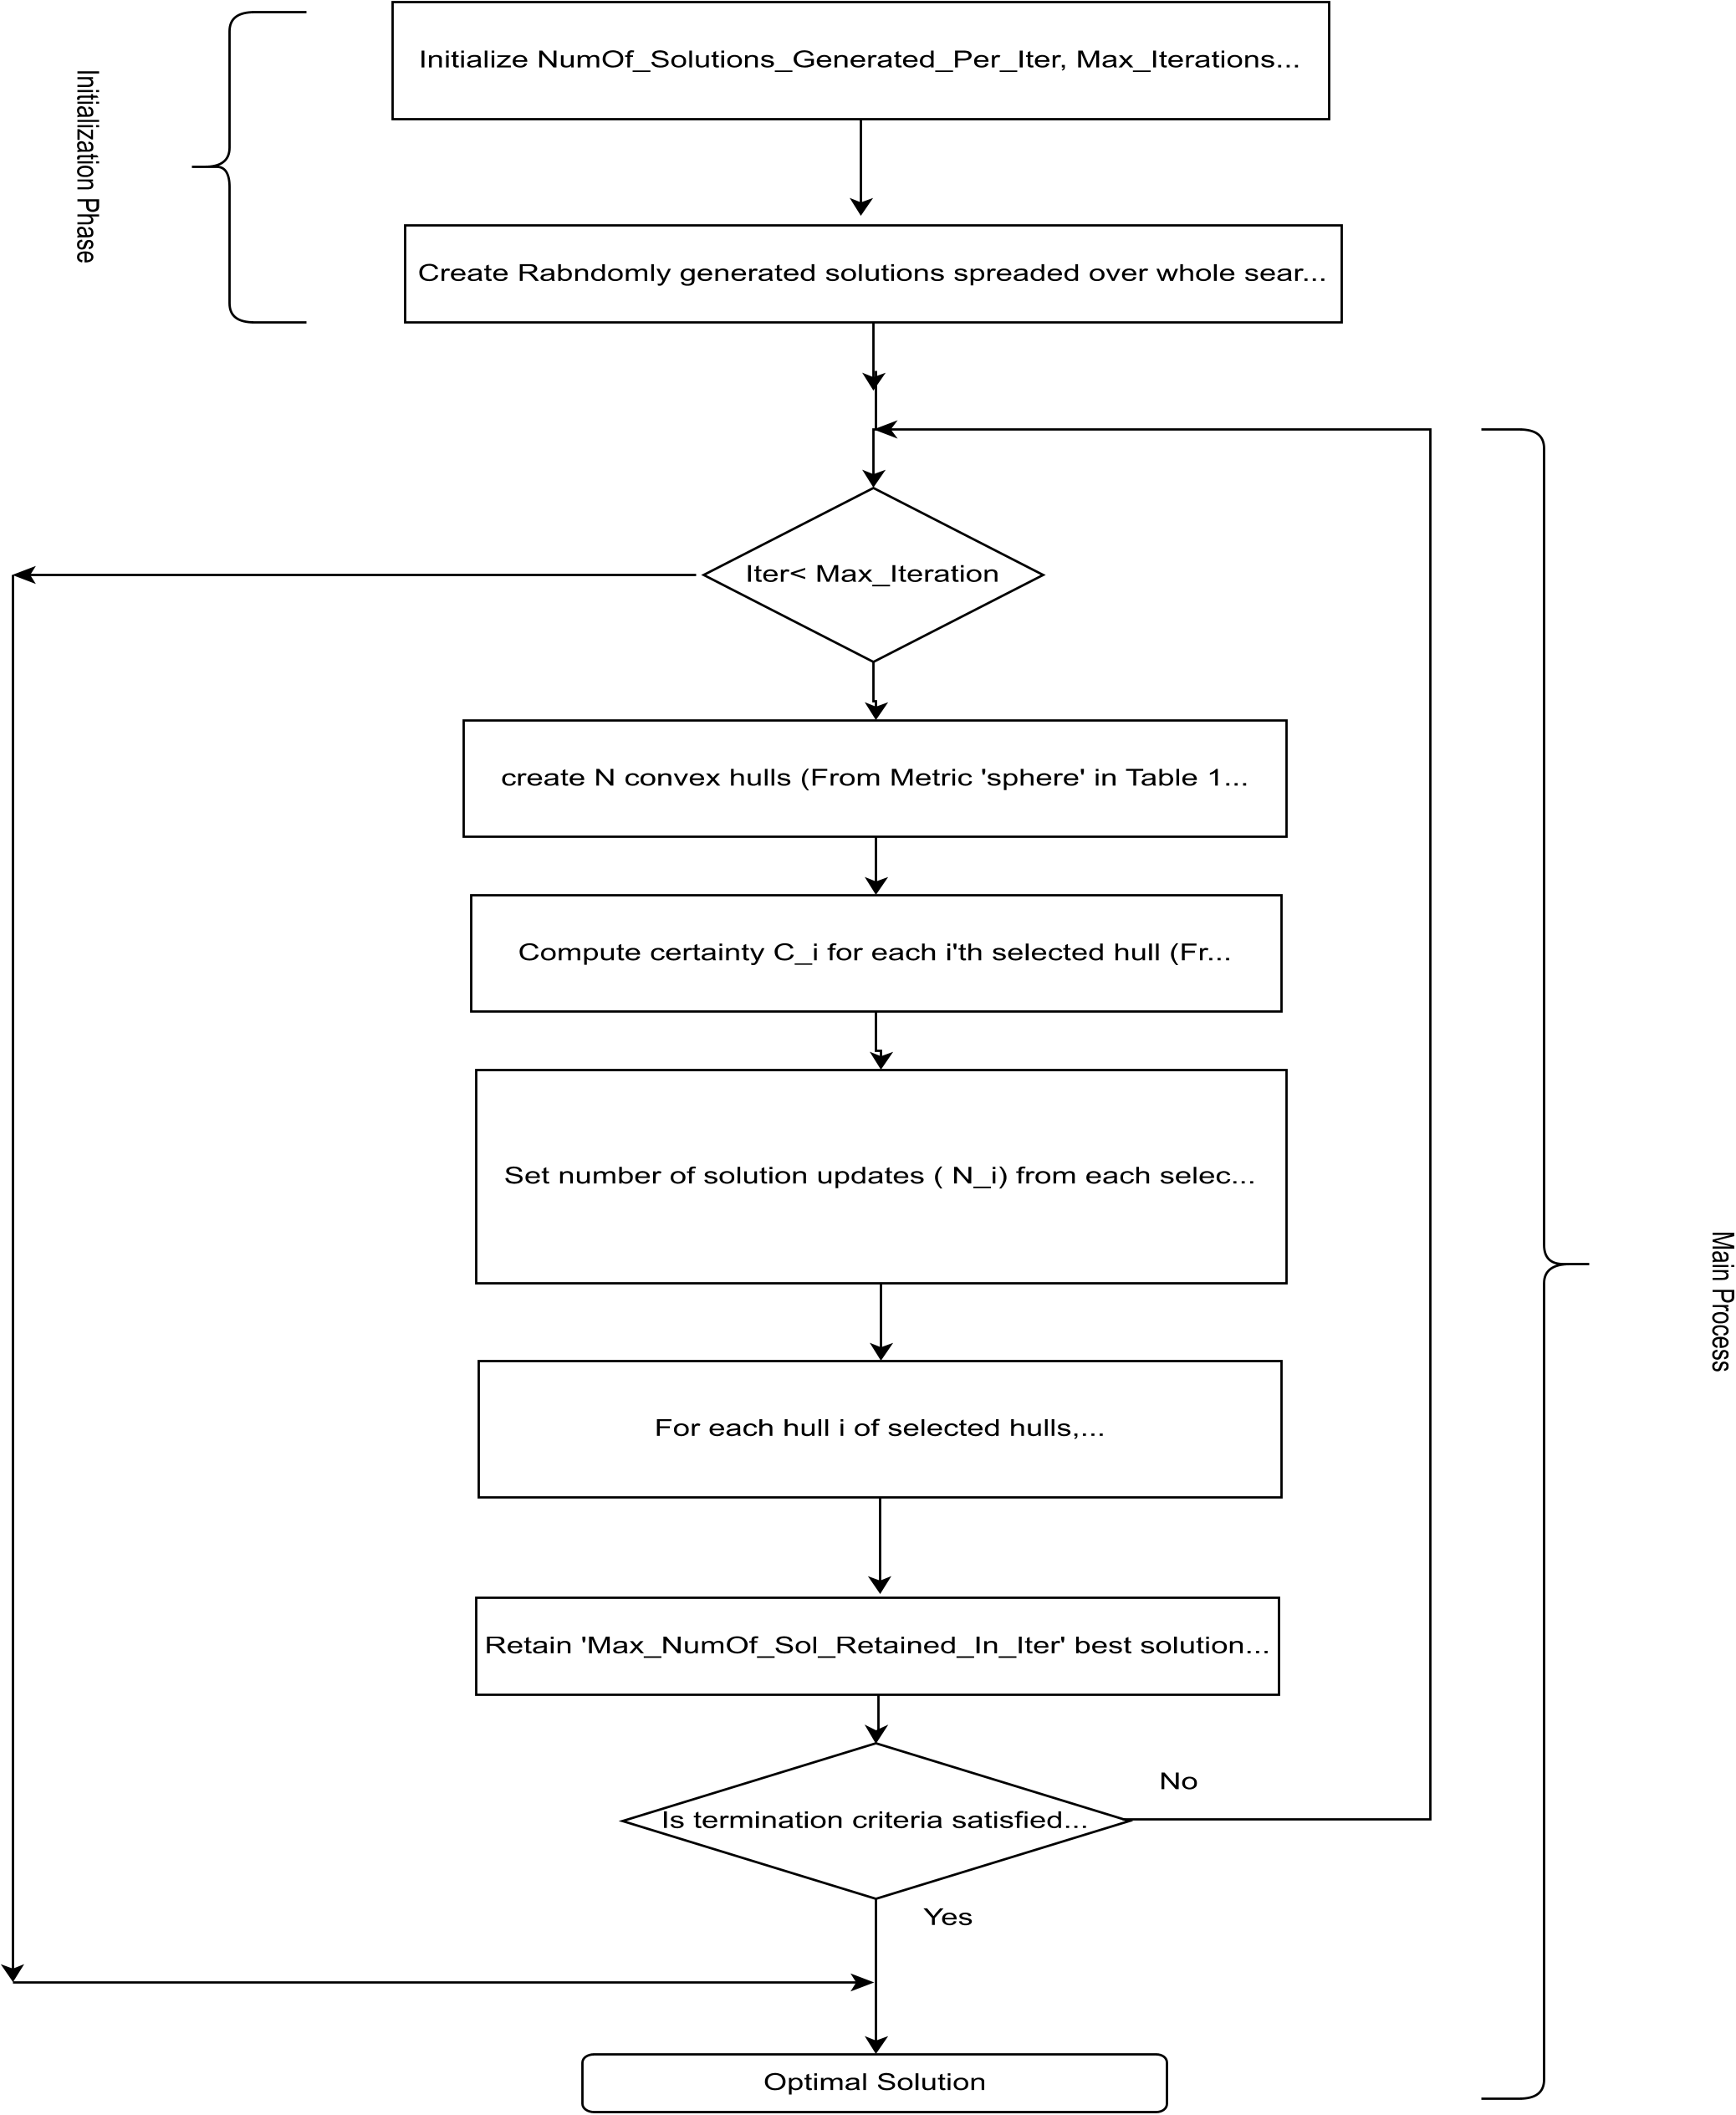 Initialization Phase
Initialize NumOf_Solutions_Generated_Per_Iter, Max_Iterations...
Create Rabndomly generated solutions spreaded over whole sear...
Iter< Max_Iteration
create N convex hulls (From Metric 'sphere' in Table 1...
Compute certainty C_i for each i'th selected hull (Fr...
Set number of solution updates ( N_i) from each selec...
Main Process
For each hull i of selected hulls,...
Retain 'Max_NumOf_Sol_Retained_In_Iter' best solution...
No
Is termination criteria satisfied...
Yes
Optimal Solution